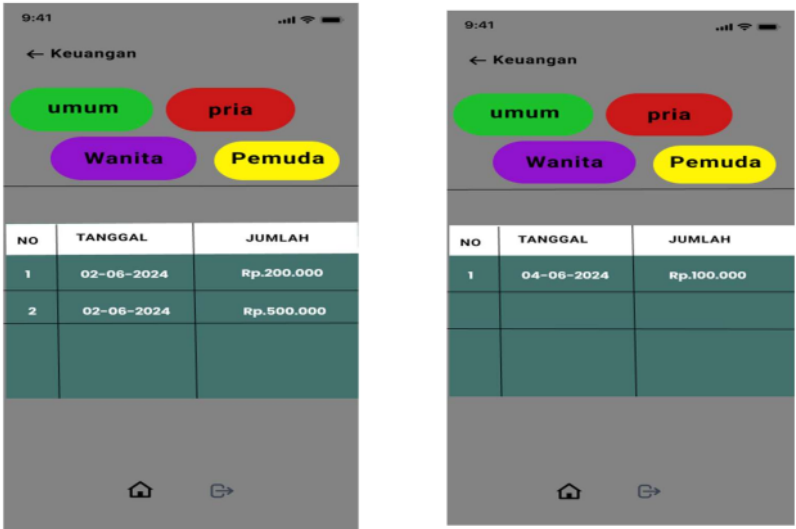 9:41
← Keuangan
umum pria
Wanita Pemuda
NO TANGGAL JUMLAH
1 02-06-2024 Rp.200.000
2 02-06-2024 Rp.500.000
9:41
← Keuangan
umum pria
Wanita Pemuda
NO TANGGAL JUMLAH
1 04-06-2024 Rp.100.000